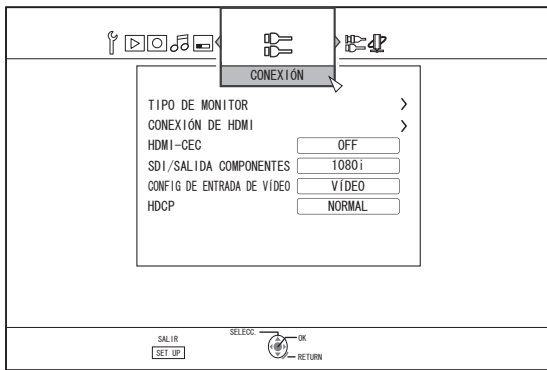 CONEXIÓN
TIPO DE MONITOR
CONEXIÓN DE HDMI
HDMI-CEC OFF
SDI/SALIDA COMPONENTES 1080i
CONFIG DE ENTRADA DE VÍDEO VÍDEO
HDCP NORMAL
SALIR
SET UP
SELECC.
OK
RETURN